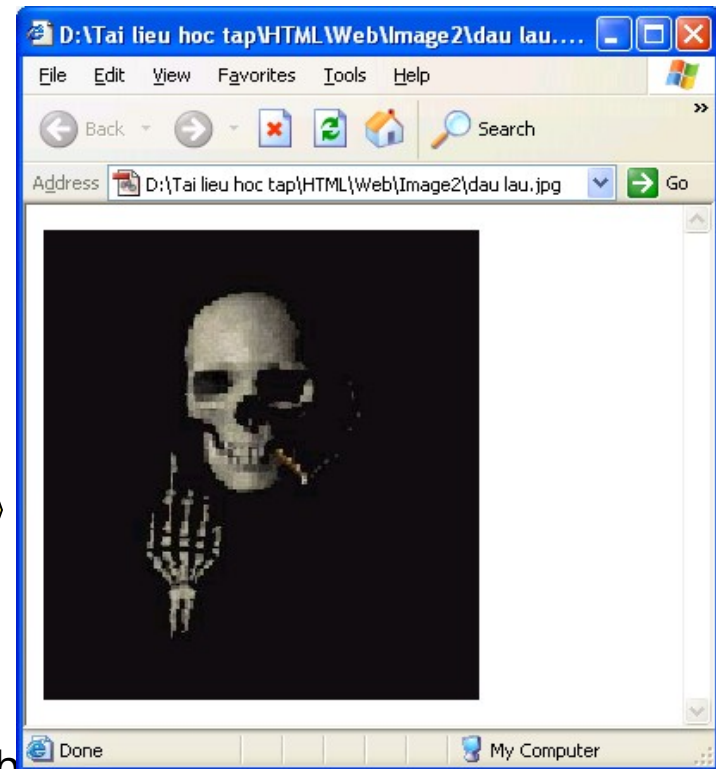 D:\Tai lieu hoc tap\HTML\Web\Image2\dau lau....
File Edit View Favorites Tools Help
Back Search »
Address D:\Tai lieu hoc tap\HTML\Web\Image2\dau lau.jpg Go
Done My Computer